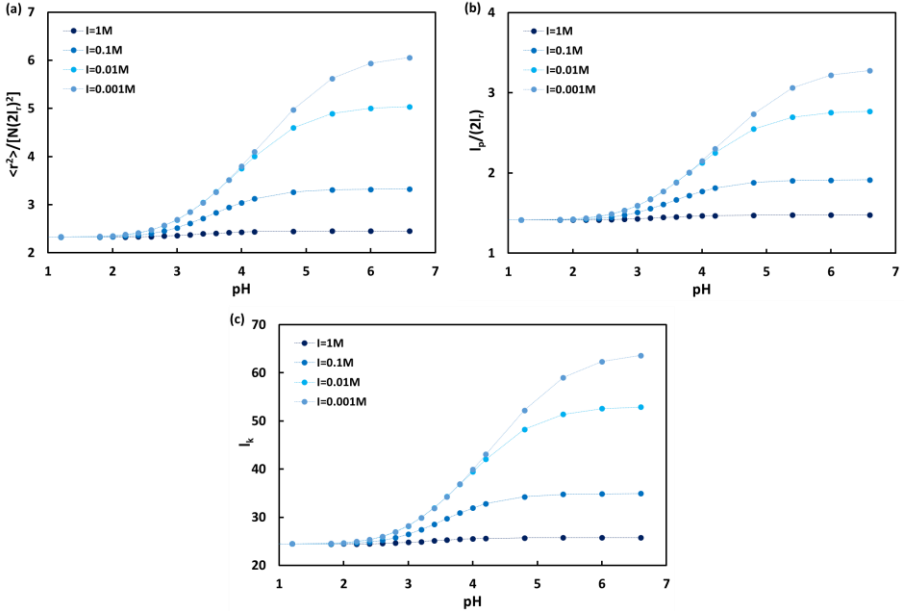 (a)
7
6
5
4
3
2
<r²>/[N(2lᵣ)²]
I=1M
I=0.1M
I=0.01M
I=0.001M
1 2 3 4 5 6 7
pH
(b)
4
3
2
1
lₚ/(2lᵣ)
I=1M
I=0.1M
I=0.01M
I=0.001M
1 2 3 4 5 6 7
pH
(c)
70
60
50
40
30
20
lₖ
I=1M
I=0.1M
I=0.01M
I=0.001M
1 2 3 4 5 6 7
pH